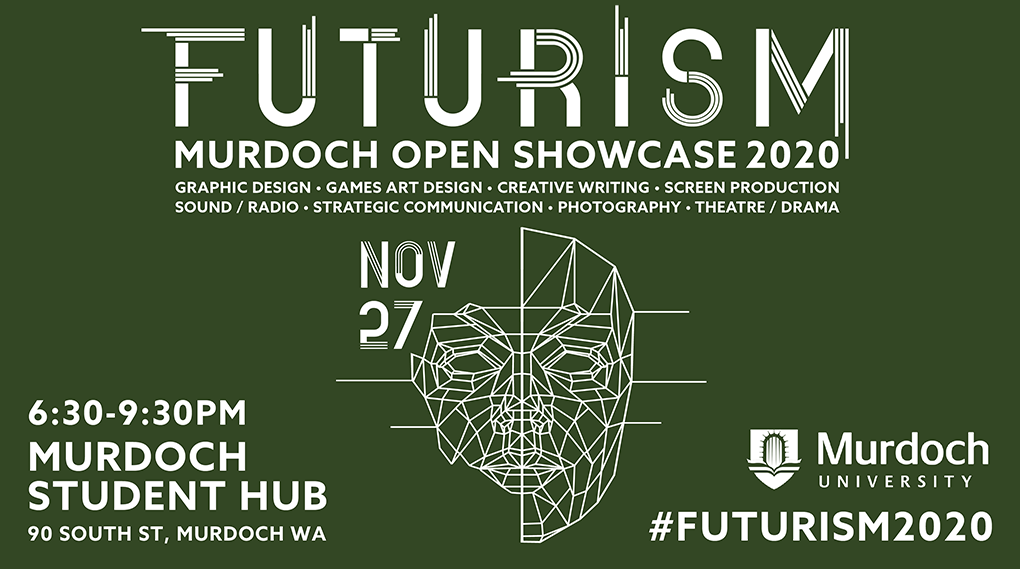 FUTURISM
MURDOCH OPEN SHOWCASE 2020
GRAPHIC DESIGN • GAMES ART DESIGN • CREATIVE WRITING • SCREEN PRODUCTION
SOUND / RADIO • STRATEGIC COMMUNICATION • PHOTOGRAPHY • THEATRE / DRAMA
NOV
27
6:30-9:30PM
MURDOCH
STUDENT HUB
90 SOUTH ST, MURDOCH WA
Murdoch
UNIVERSITY
#FUTURISM2020